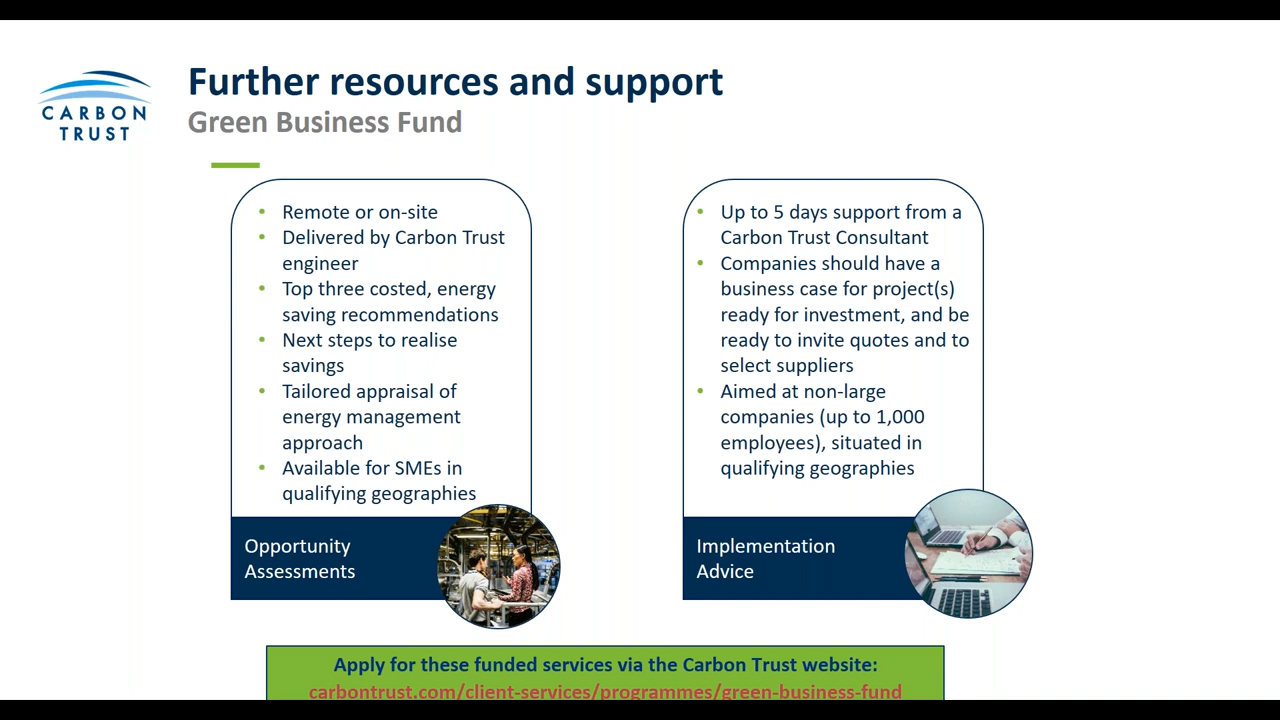 CARBON
TRUST
Further resources and support
Green Business Fund
• Remote or on-site
• Delivered by Carbon Trust
engineer
• Top three costed, energy
saving recommendations
• Next steps to realise
savings
• Tailored appraisal of
energy management
approach
• Available for SMEs in
qualifying geographies
Opportunity
Assessments
• Up to 5 days support from a
Carbon Trust Consultant
• Companies should have a
business case for project(s)
ready for investment, and be
ready to invite quotes and to
select suppliers
• Aimed at non-large
companies (up to 1,000
employees), situated in
qualifying geographies
Implementation
Advice
Apply for these funded services via the Carbon Trust website:
carbontrust.com/client-services/programmes/green-business-fund